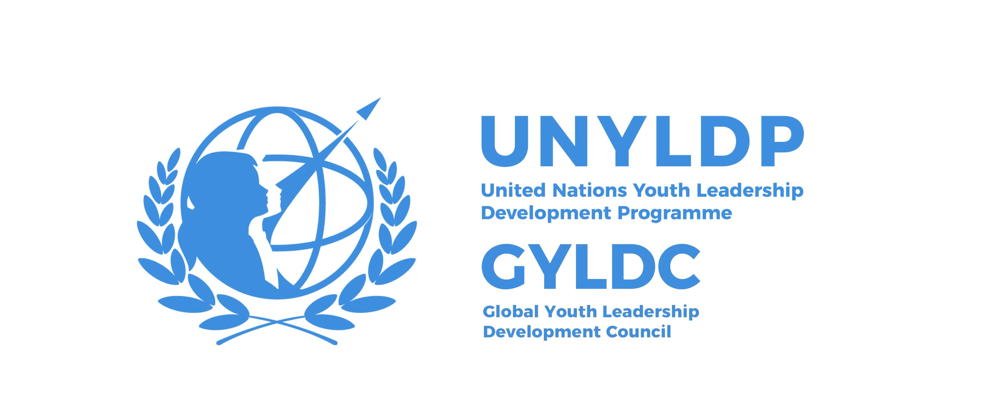 UNYLDP
United Nations Youth Leadership
Development Programme
GYLDC
Global Youth Leadership
Development Council